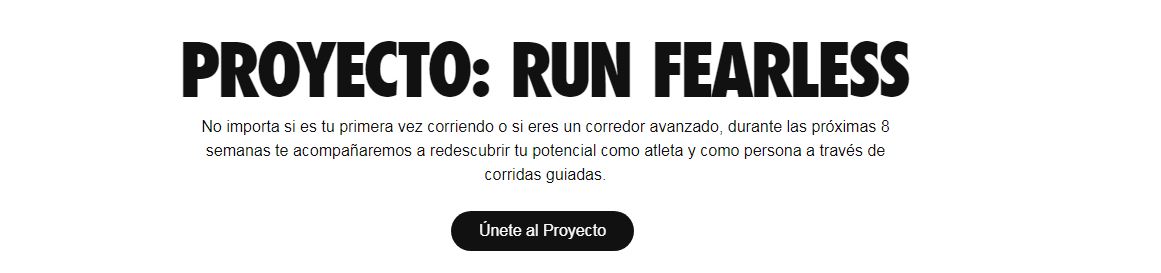 PROYECTO: RUN FEARLESS
No importa si es tu primera vez corriendo o si eres un corredor avanzado, durante las próximas 8
semanas te acompañaremos a redescubrir tu potencial como atleta y como persona a través de
corridas guiadas.
Únete al Proyecto